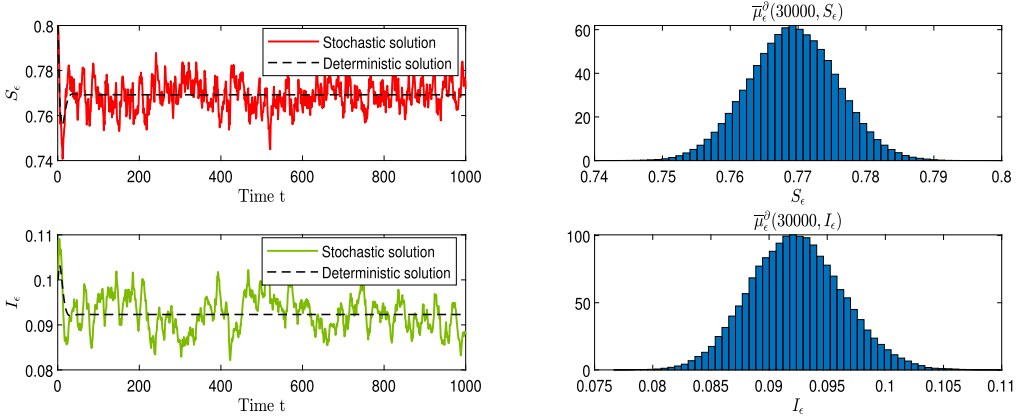 0.8
0.78
0.76
0.74
S_ϵ
Stochastic solution
Deterministic solution
0 200 400 600 800 1000
Time t
μ̅_ϵ^∂(30000, S_ϵ)
60
40
20
0
0.74 0.75 0.76 0.77 0.78 0.79 0.8
S_ϵ
0.11
0.1
0.09
0.08
I_ϵ
Stochastic solution
Deterministic solution
0 200 400 600 800 1000
Time t
μ̅_ϵ^∂(30000, I_ϵ)
100
50
0
0.075 0.08 0.085 0.09 0.095 0.1 0.105 0.11
I_ϵ